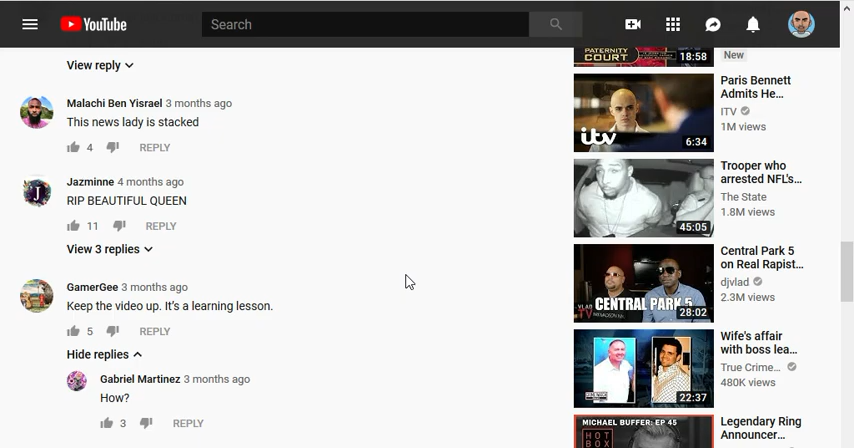 YouTube
Search
View reply
Malachi Ben Yisrael 3 months ago
This news lady is stacked
4 REPLY
J
Jazminne 4 months ago
RIP BEAUTIFUL QUEEN
11 REPLY
View 3 replies
GamerGee 3 months ago
Keep the video up. It's a learning lesson.
5 REPLY
Hide replies
Gabriel Martinez 3 months ago
How?
3 REPLY
PATERNITY
COURT
18:58
New
itv
6:34
Paris Bennett
Admits He...
ITV
1M views
45:05
Trooper who
arrested NFL's...
The State
1.8M views
CENTRAL PARK 5
28:02
Central Park 5
on Real Rapist...
djvlad
2.3M views
22:37
Wife's affair
with boss lea...
True Crime...
480K views
MICHAEL BUFFER: EP 45
HOT
BOX
Legendary Ring
Announcer...